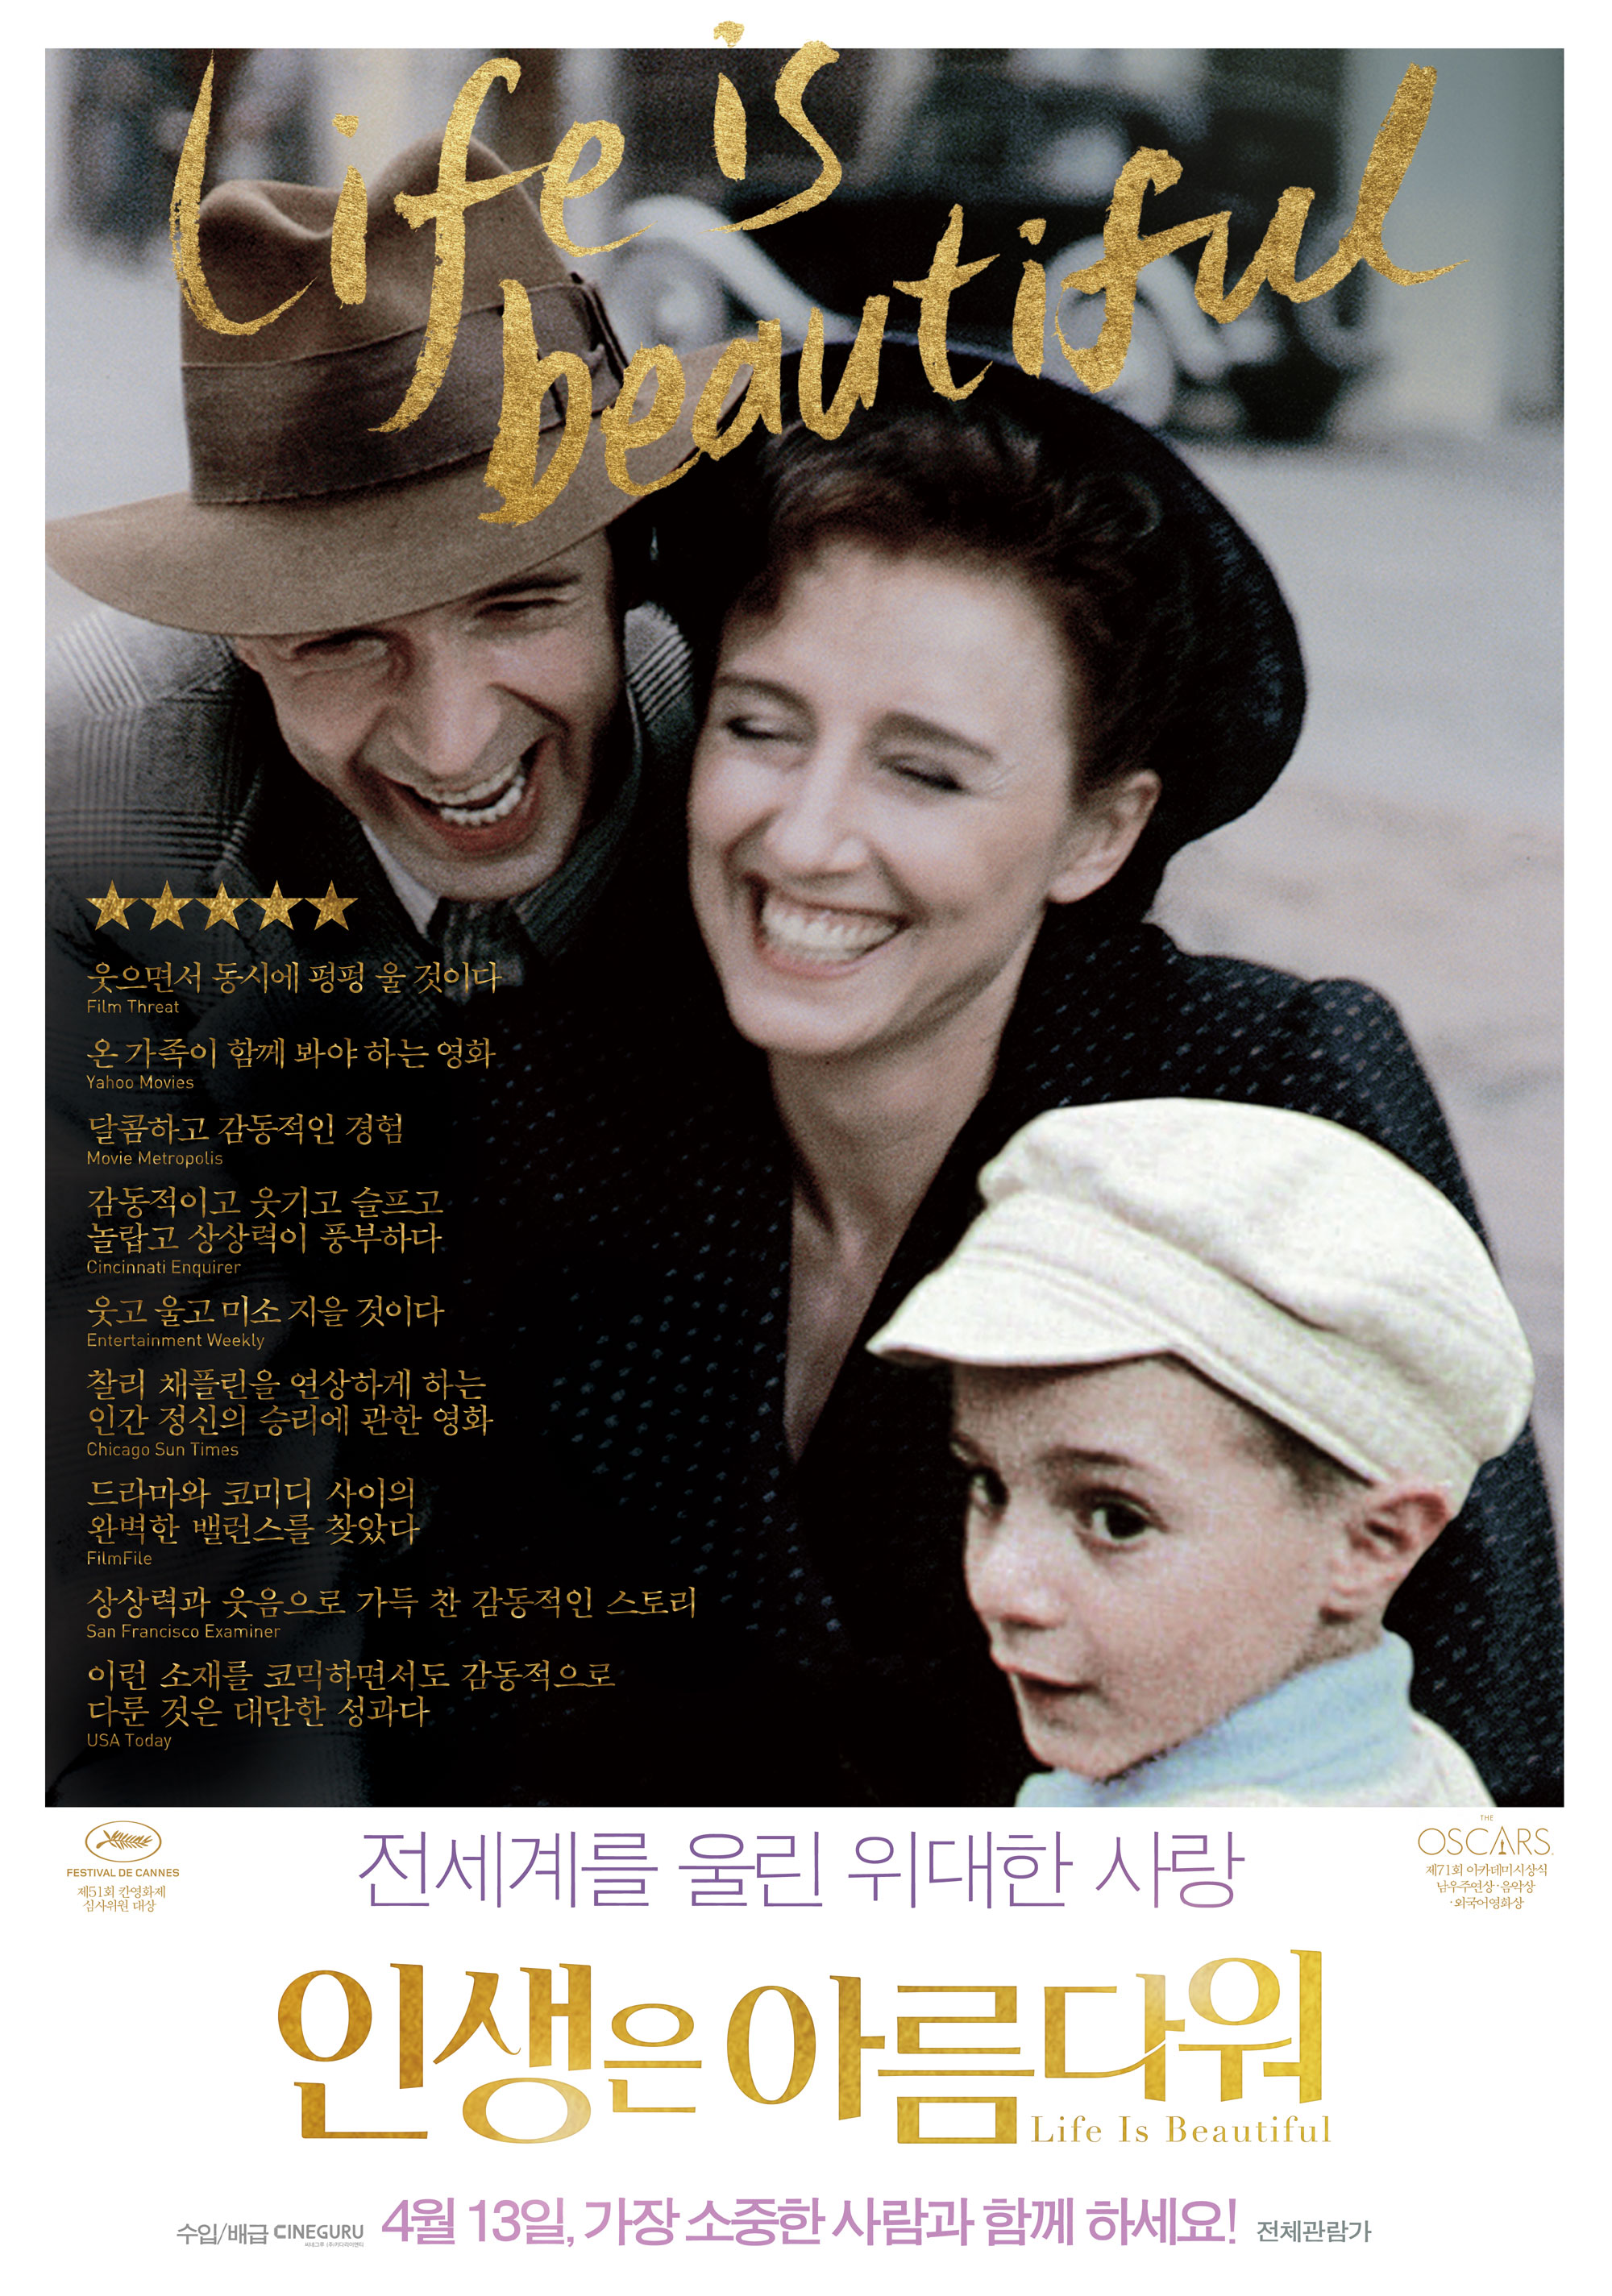 Life is
beautiful
웃으면서 동시에 펑펑 울 것이다
Film Threat
온 가족이 함께 봐야 하는 영화
Yahoo Movies
달콤하고 감동적인 경험
Movie Metropolis
감동적이고 웃기고 슬프고
놀랍고 상상력이 풍부하다
Cincinnati Enquirer
웃고 울고 미소 지을 것이다
Entertainment Weekly
찰리 채플린을 연상하게 하는
인간 정신의 승리에 관한 영화
Chicago Sun Times
드라마와 코미디 사이의
완벽한 밸런스를 찾았다
FilmFile
상상력과 웃음으로 가득 찬 감동적인 스토리
San Francisco Examiner
이런 소재를 코믹하면서도 감동적으로
다룬 것은 대단한 성과다
USA Today
FESTIVAL DE CANNES
제51회 칸영화제
심사위원 대상
전세계를 울린 위대한 사랑
THE
OSCARS.
제71회 아카데미시상식
남우주연상·음악상
·외국어영화상
인생은 아름다워
Life Is Beautiful
수입/배급 CINEGURU
4월 13일, 가장 소중한 사람과 함께 하세요!
전체관람가